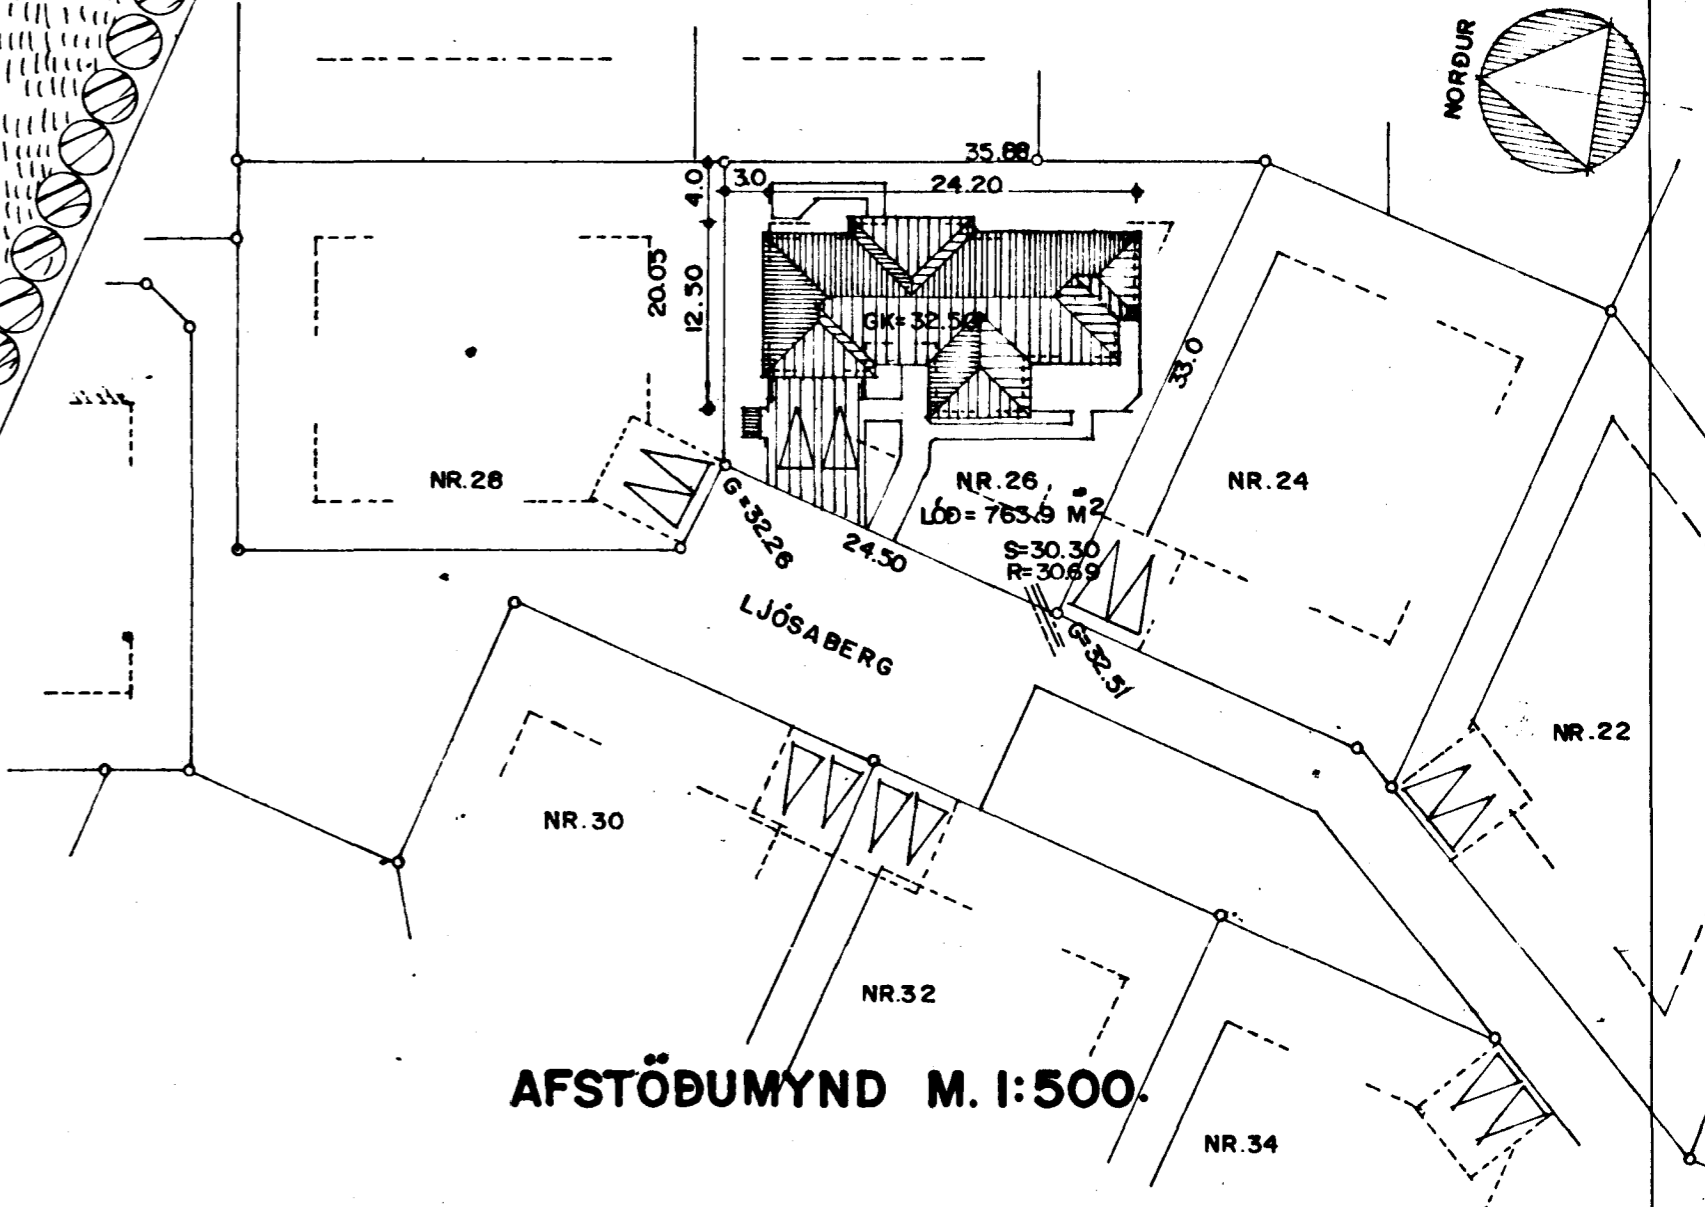 NORÐUR
35.88
3.0
24.20
4.0
20.05
12.50
GK=32.50
33.0
NR.28
NR.26
LÓÐ= 763.9 M²
S=30.30
R=30.69
NR.24
G=32.26
24.50
LJÓSABERG
G=32.51
NR.22
NR.30
NR.32
AFSTÖÐUMYND M. 1:500.
NR.34